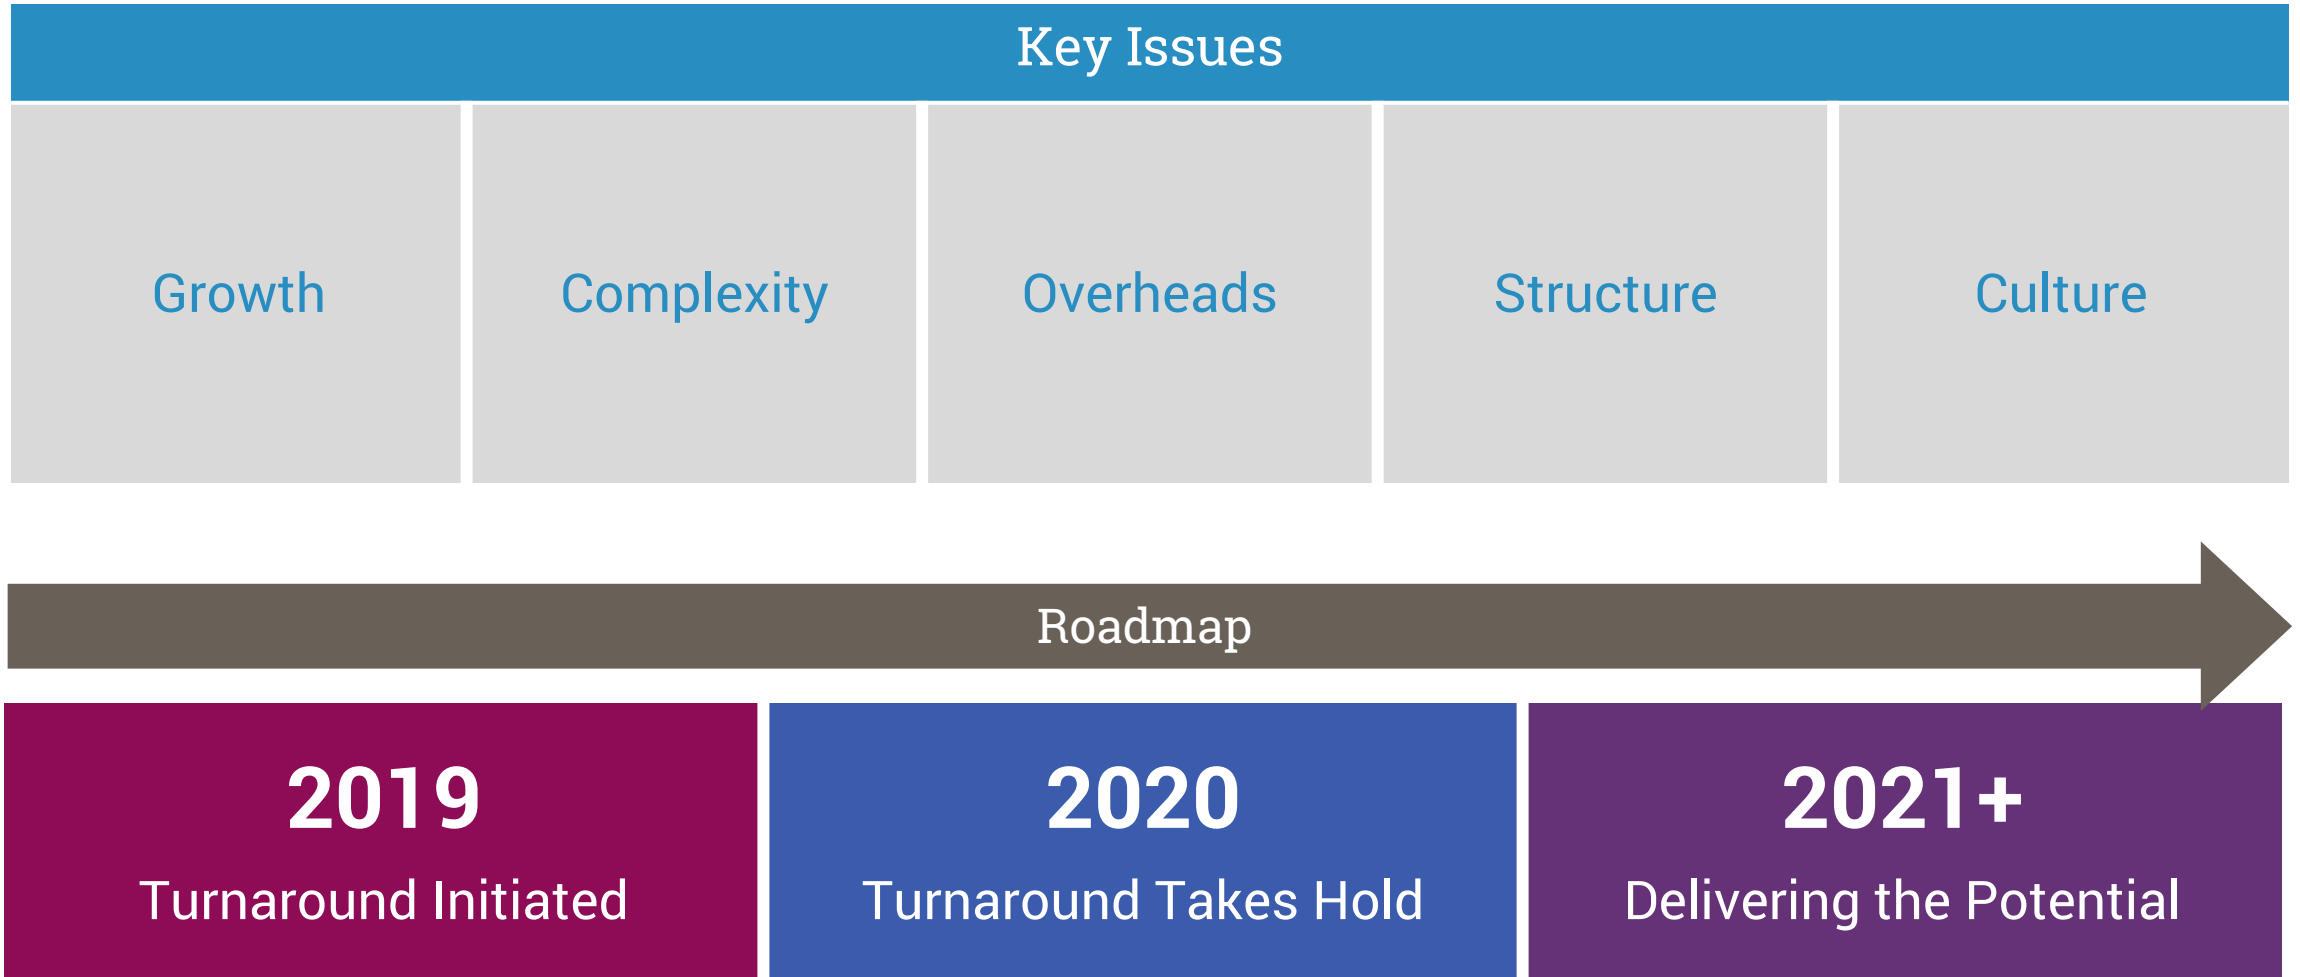 Key Issues
Growth
Complexity
Overheads
Structure
Culture
Roadmap
2019
Turnaround Initiated
2020
Turnaround Takes Hold
2021+
Delivering the Potential